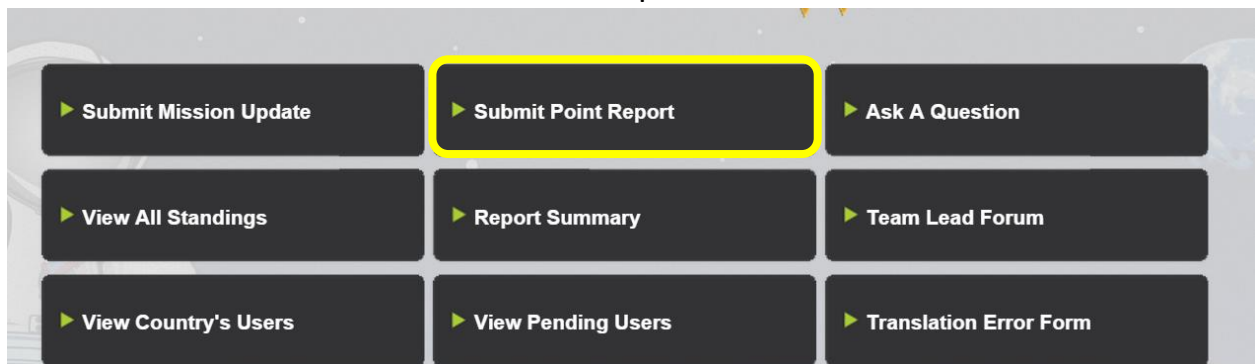 Submit Mission Update
Submit Point Report
Ask A Question
View All Standings
Report Summary
Team Lead Forum
View Country's Users
View Pending Users
Translation Error Form